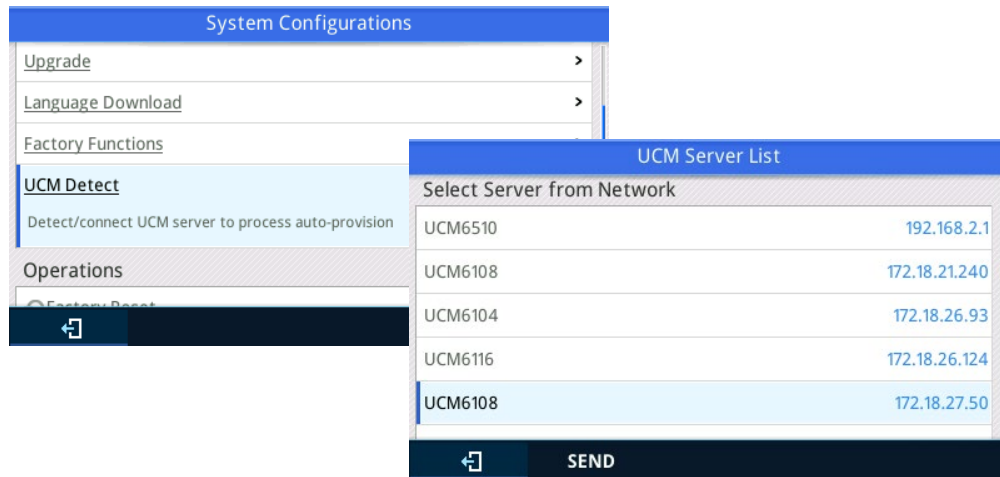 System Configurations
Upgrade
Language Download
Factory Functions
UCM Detect
Detect/connect UCM server to process auto-provision
Operations
Factory Reset
UCM Server List
Select Server from Network
UCM6510 192.168.2.1
UCM6108 172.18.21.240
UCM6104 172.18.26.93
UCM6116 172.18.26.124
UCM6108 172.18.27.50
SEND